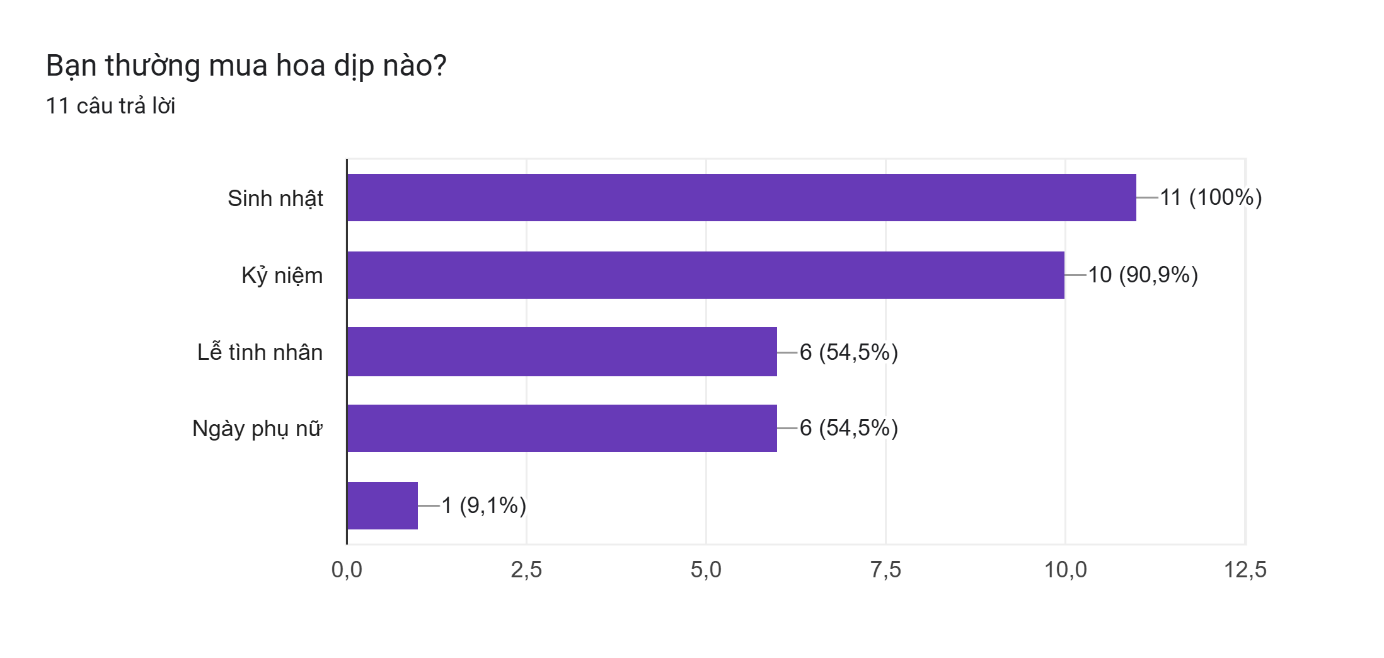 Bạn thường mua hoa dịp nào?
11 câu trả lời
Sinh nhật
11 (100%)
Kỷ niệm
10 (90,9%)
Lễ tình nhân
6 (54,5%)
Ngày phụ nữ
6 (54,5%)
1 (9,1%)
0,0 2,5 5,0 7,5 10,0 12,5